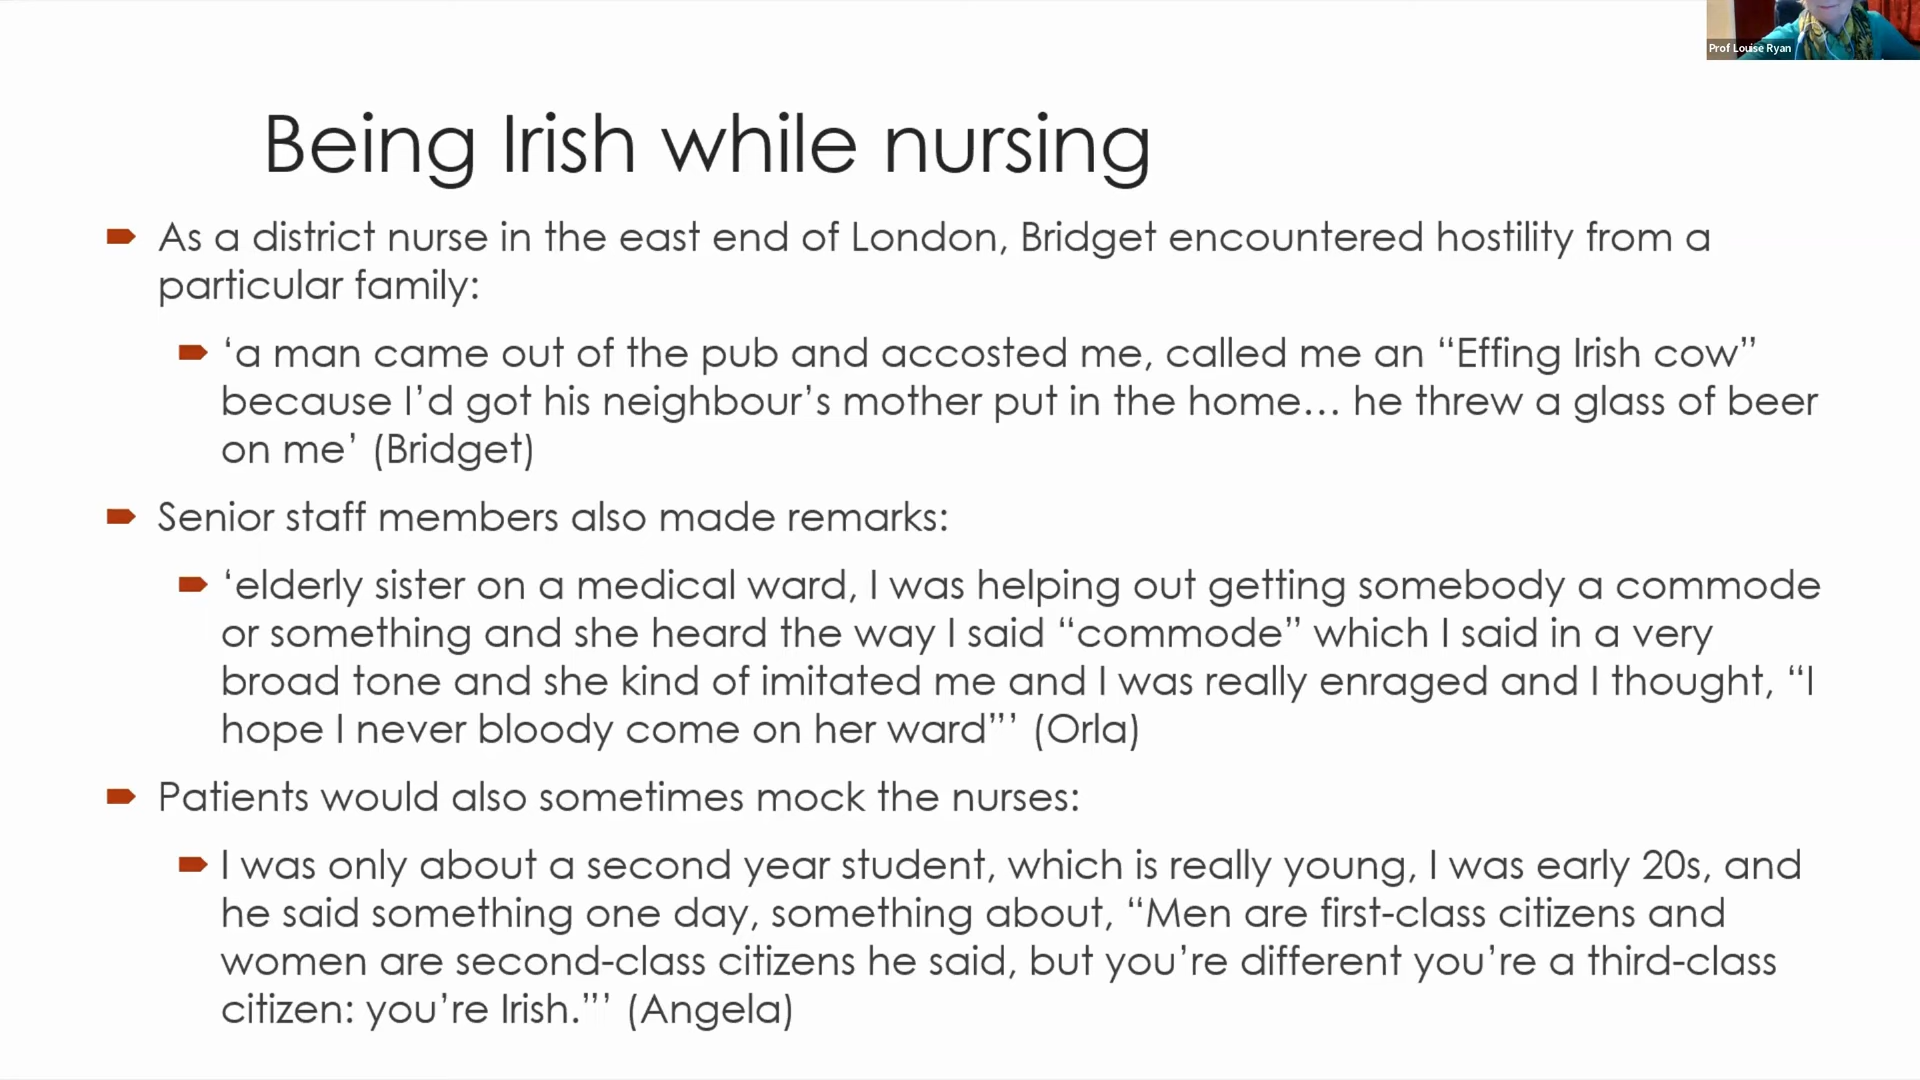 Prof Louise Ryan
Being Irish while nursing
As a district nurse in the east end of London, Bridget encountered hostility from a
particular family:
‘a man came out of the pub and accosted me, called me an “Effing Irish cow”
because I’d got his neighbour’s mother put in the home… he threw a glass of beer
on me’ (Bridget)
Senior staff members also made remarks:
‘elderly sister on a medical ward, I was helping out getting somebody a commode
or something and she heard the way I said “commode” which I said in a very
broad tone and she kind of imitated me and I was really enraged and I thought, “I
hope I never bloody come on her ward”’ (Orla)
Patients would also sometimes mock the nurses:
I was only about a second year student, which is really young, I was early 20s, and
he said something one day, something about, “Men are first-class citizens and
women are second-class citizens he said, but you’re different you’re a third-class
citizen: you’re Irish.”’ (Angela)